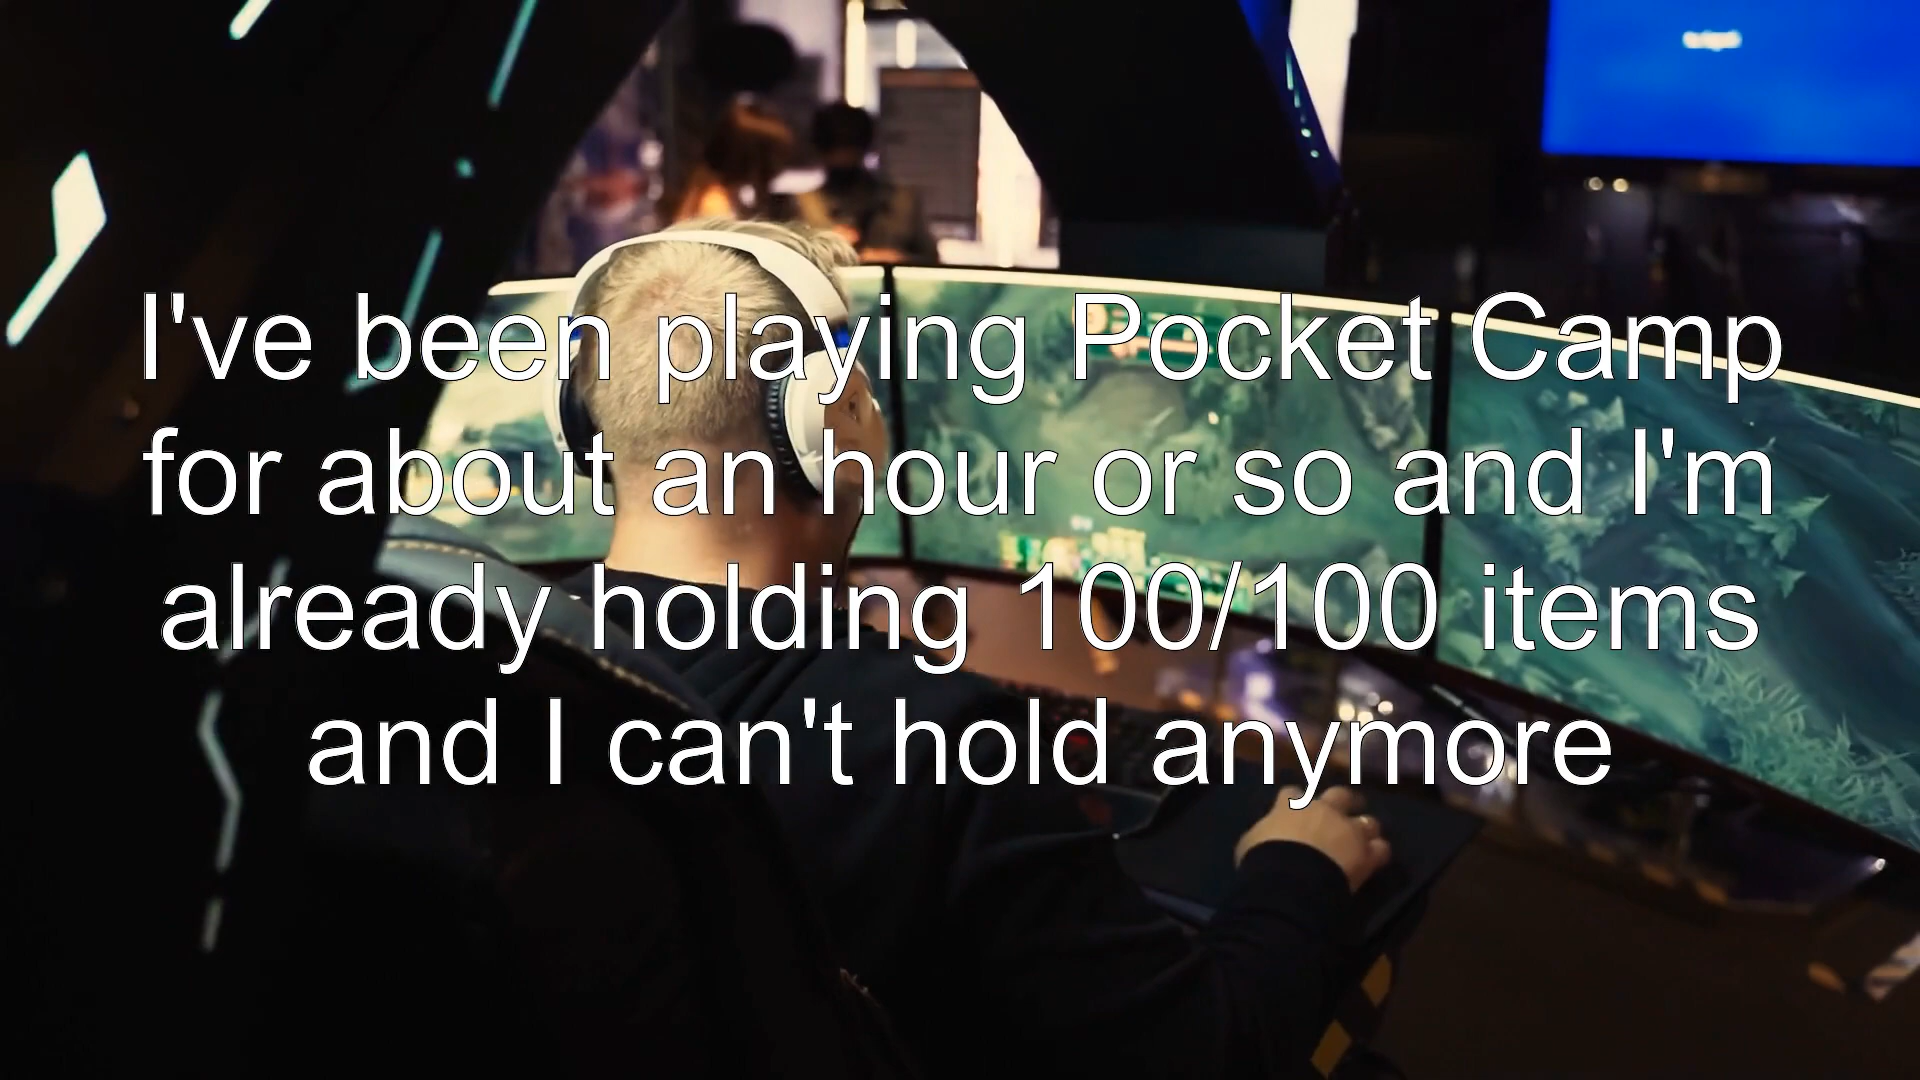 I've been playing Pocket Camp
for about an hour or so and I'm
already holding 100/100 items
and I can't hold anymore